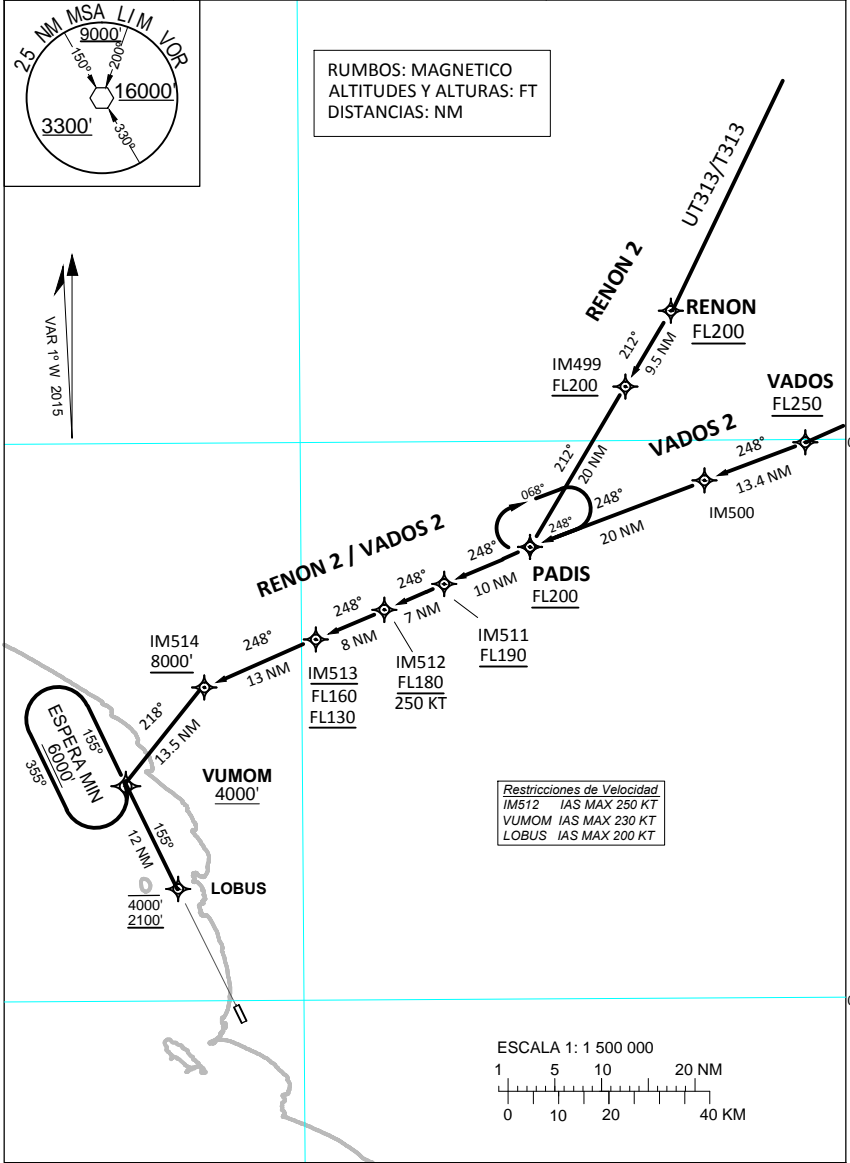 25 NM MSA LIM VOR
9000'
150º
200º
16000'
3300'
330º
RUMBOS: MAGNETICO
ALTITUDES Y ALTURAS: FT
DISTANCIAS: NM
UT313/T313
VAR 1º W 2015
RENON 2
RENON
FL200
212°
9.5 NM
IM499
FL200
VADOS
FL250
VADOS 2
248°
13.4 NM
212°
20 NM
IM500
068°
248°
248°
20 NM
PADIS
FL200
RENON 2 / VADOS 2
248°
10 NM
248°
7 NM
248°
8 NM
IM511
FL190
IM512
FL180
250 KT
IM513
FL160
FL130
248°
13 NM
IM514
8000'
218°
13.5 NM
ESPERA MIN
6000'
155°
355°
VUMOM
4000'
155°
12 NM
LOBUS
4000'
2100'
Restricciones de Velocidad
IM512 IAS MAX 250 KT
VUMOM IAS MAX 230 KT
LOBUS IAS MAX 200 KT
ESCALA 1: 1 500 000
1 5 10 20 NM
0 10 20 40 KM